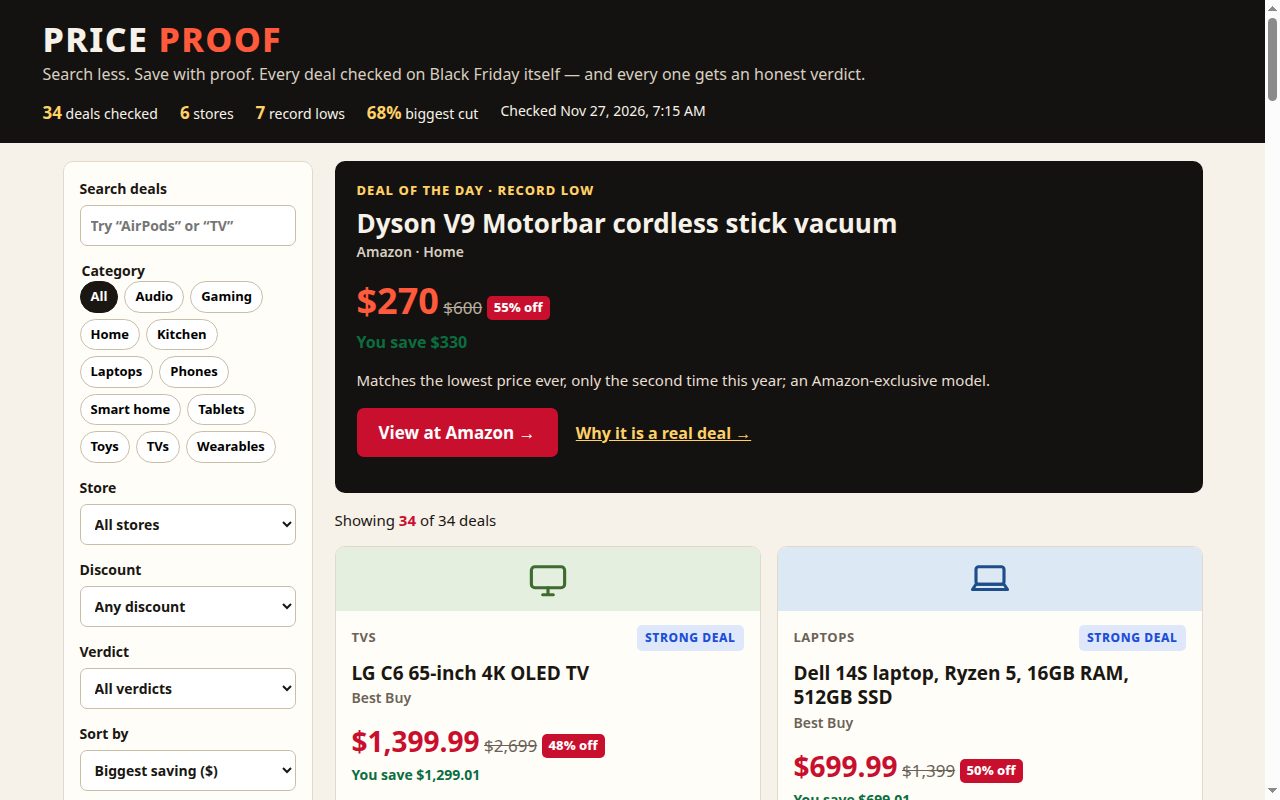 PRICE PROOF
Search less. Save with proof. Every deal checked on Black Friday itself — and every one gets an honest verdict.
34 deals checked 6 stores 7 record lows 68% biggest cut Checked Nov 27, 2026, 7:15 AM
Search deals
Try “AirPods” or “TV”
Category
All Audio Gaming
Home Kitchen
Laptops Phones
Smart home Tablets
Toys TVs Wearables
Store
All stores
Discount
Any discount
Verdict
All verdicts
Sort by
Biggest saving ($)
DEAL OF THE DAY · RECORD LOW
Dyson V9 Motorbar cordless stick vacuum
Amazon · Home
$270 $600 55% off
You save $330
Matches the lowest price ever, only the second time this year; an Amazon-exclusive model.
View at Amazon → Why it is a real deal →
Showing 34 of 34 deals
TVS STRONG DEAL
LG C6 65-inch 4K OLED TV
Best Buy
$1,399.99 $2,699 48% off
You save $1,299.01
LAPTOPS STRONG DEAL
Dell 14S laptop, Ryzen 5, 16GB RAM,
512GB SSD
Best Buy
$699.99 $1,399 50% off
You save $699.01